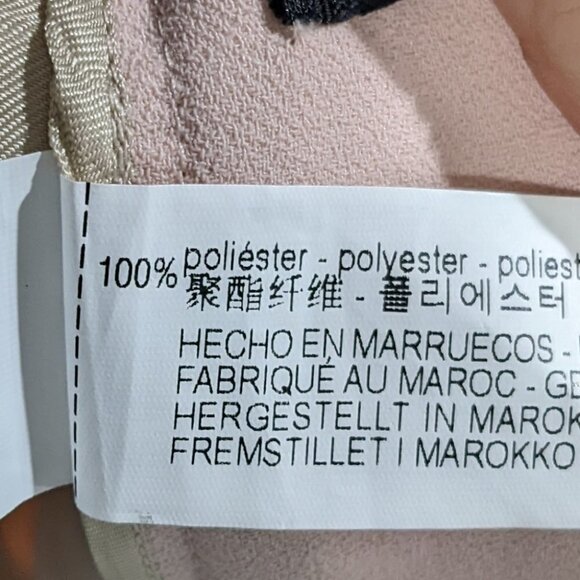 100% poliéster - polyester - poliest
聚酯纤维 - 폴리에스터
HECHO EN MARRUECOS -
FABRIQUÉ AU MAROC - GE
HERGESTELLT IN MAROK
FREMSTILLET I MAROKKO